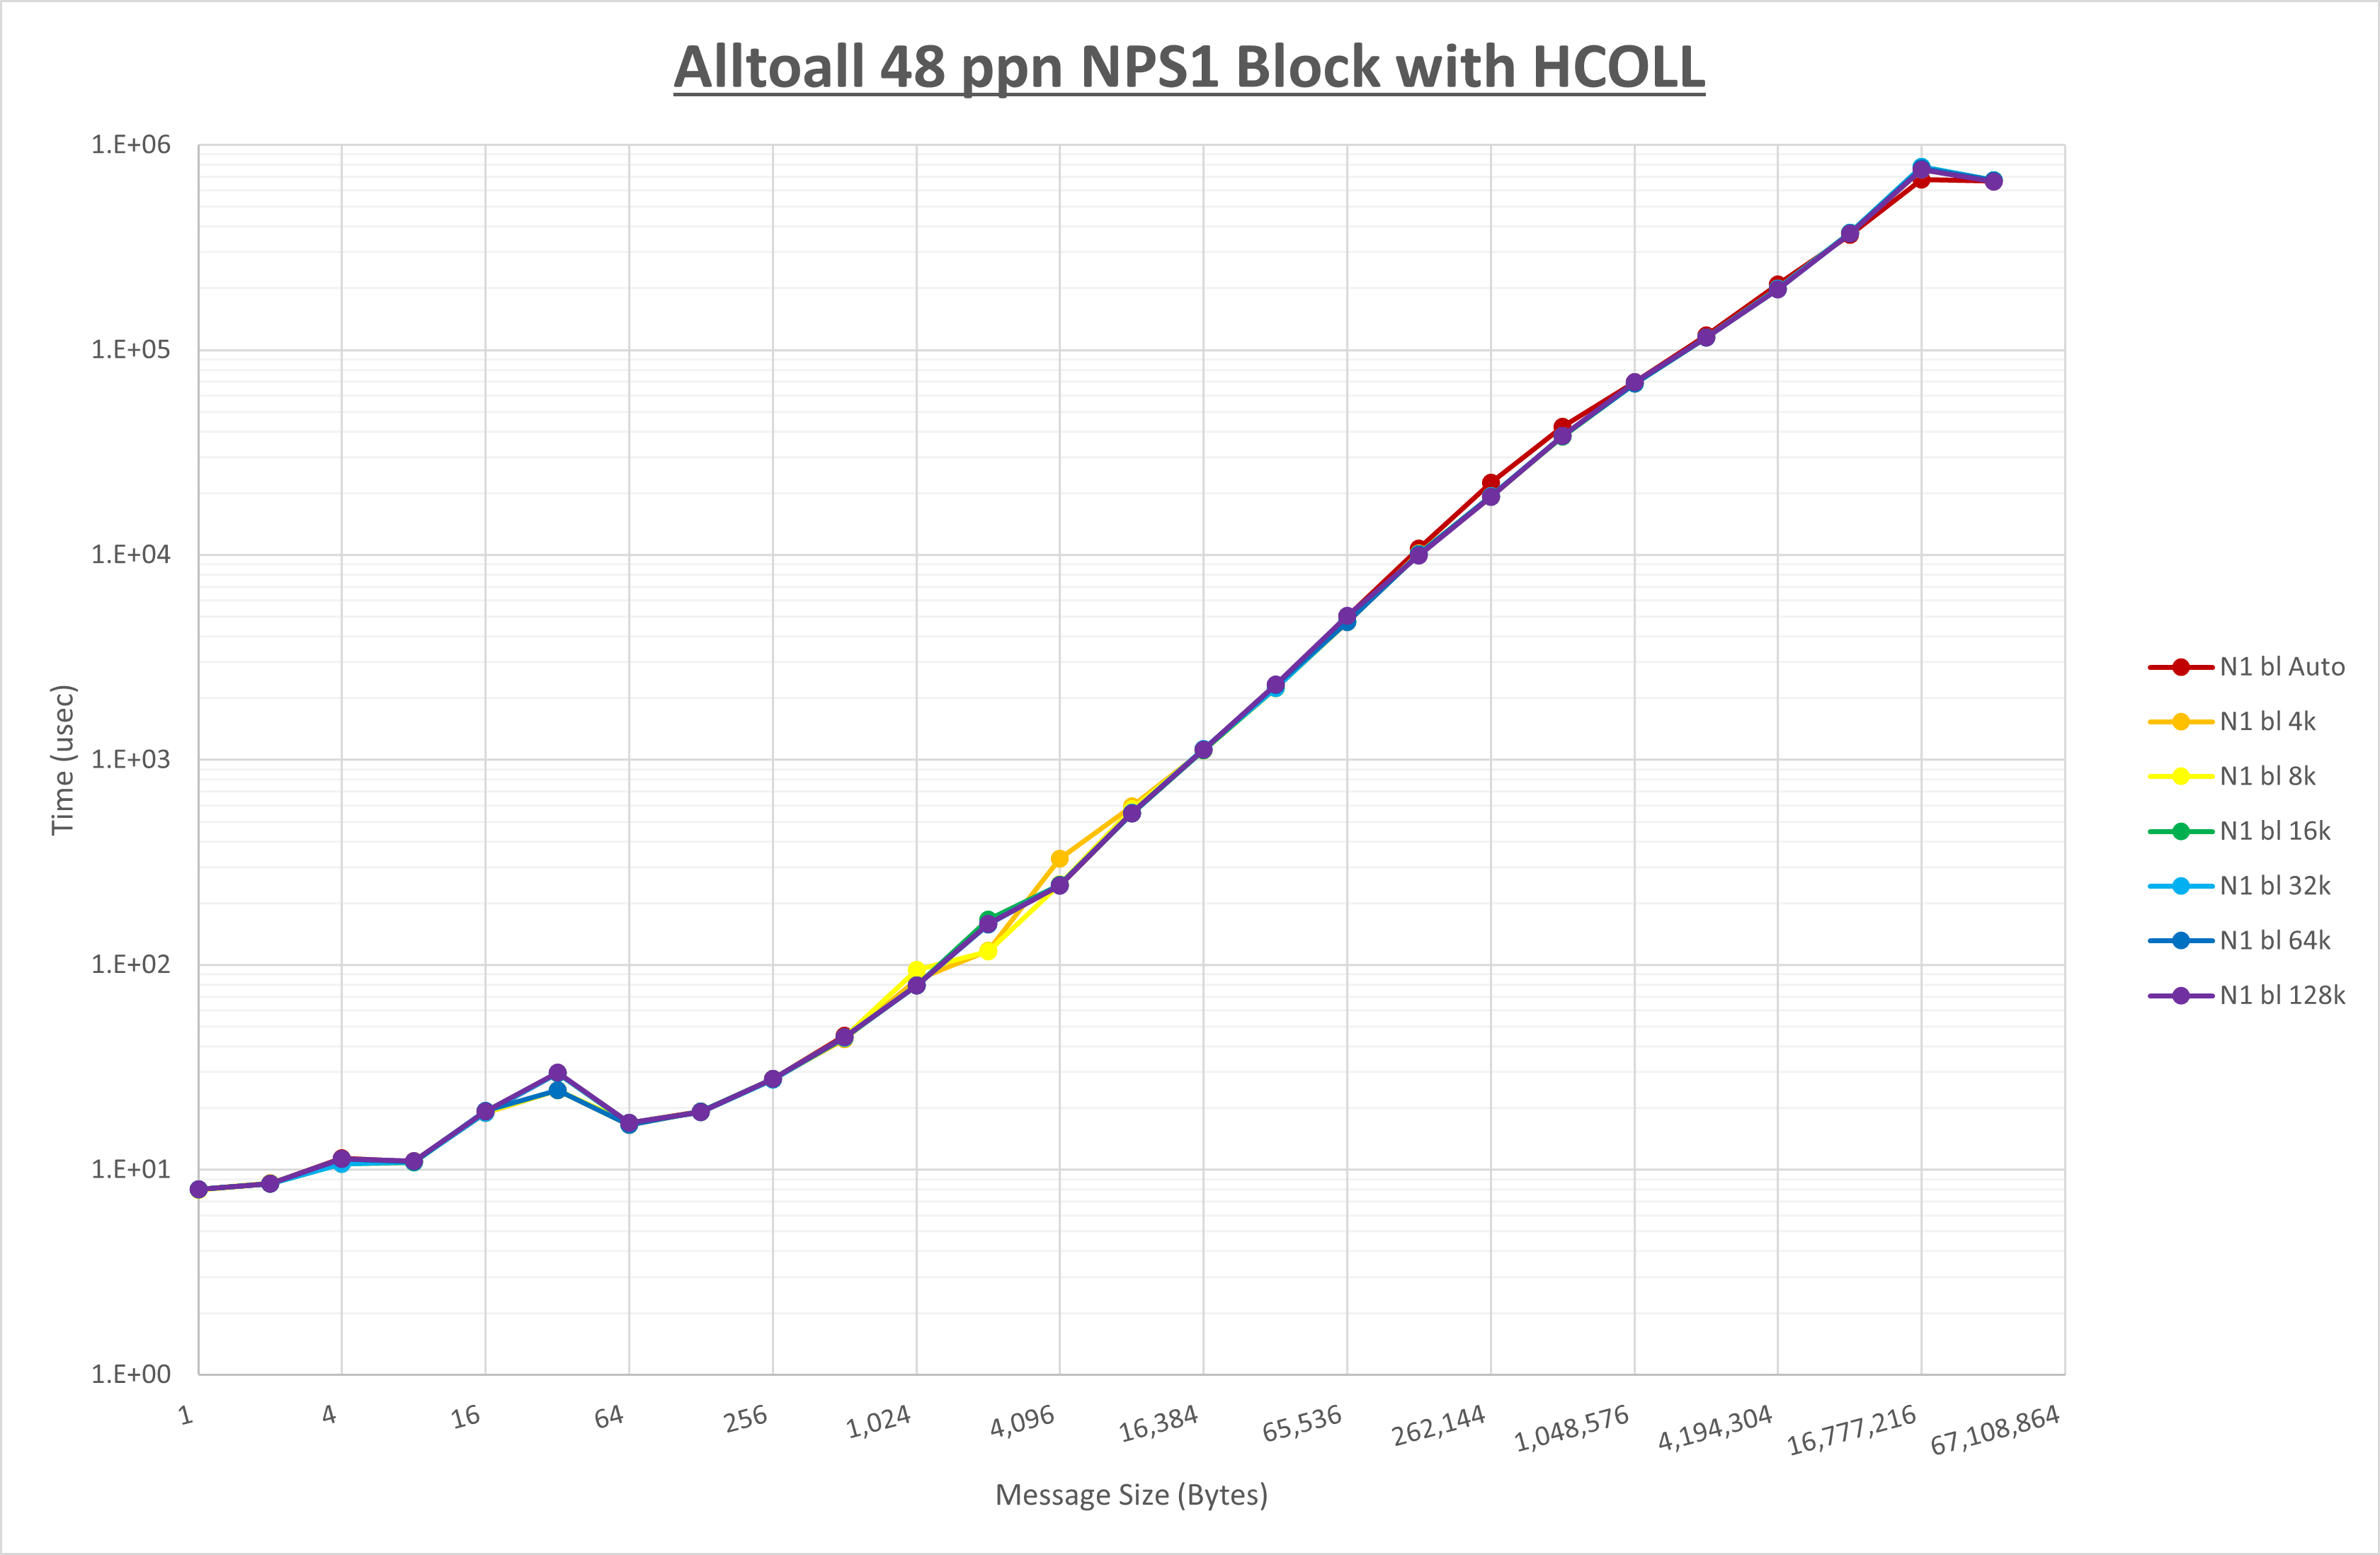 Alltoall 48 ppn NPS1 Block with HCOLL
1.E+06
1.E+05
1.E+04
1.E+03
1.E+02
1.E+01
1.E+00
Time (usec)
1
4
16
64
256
1,024
4,096
16,384
65,536
262,144
1,048,576
4,194,304
16,777,216
67,108,864
Message Size (Bytes)
N1 bl Auto
N1 bl 4k
N1 bl 8k
N1 bl 16k
N1 bl 32k
N1 bl 64k
N1 bl 128k